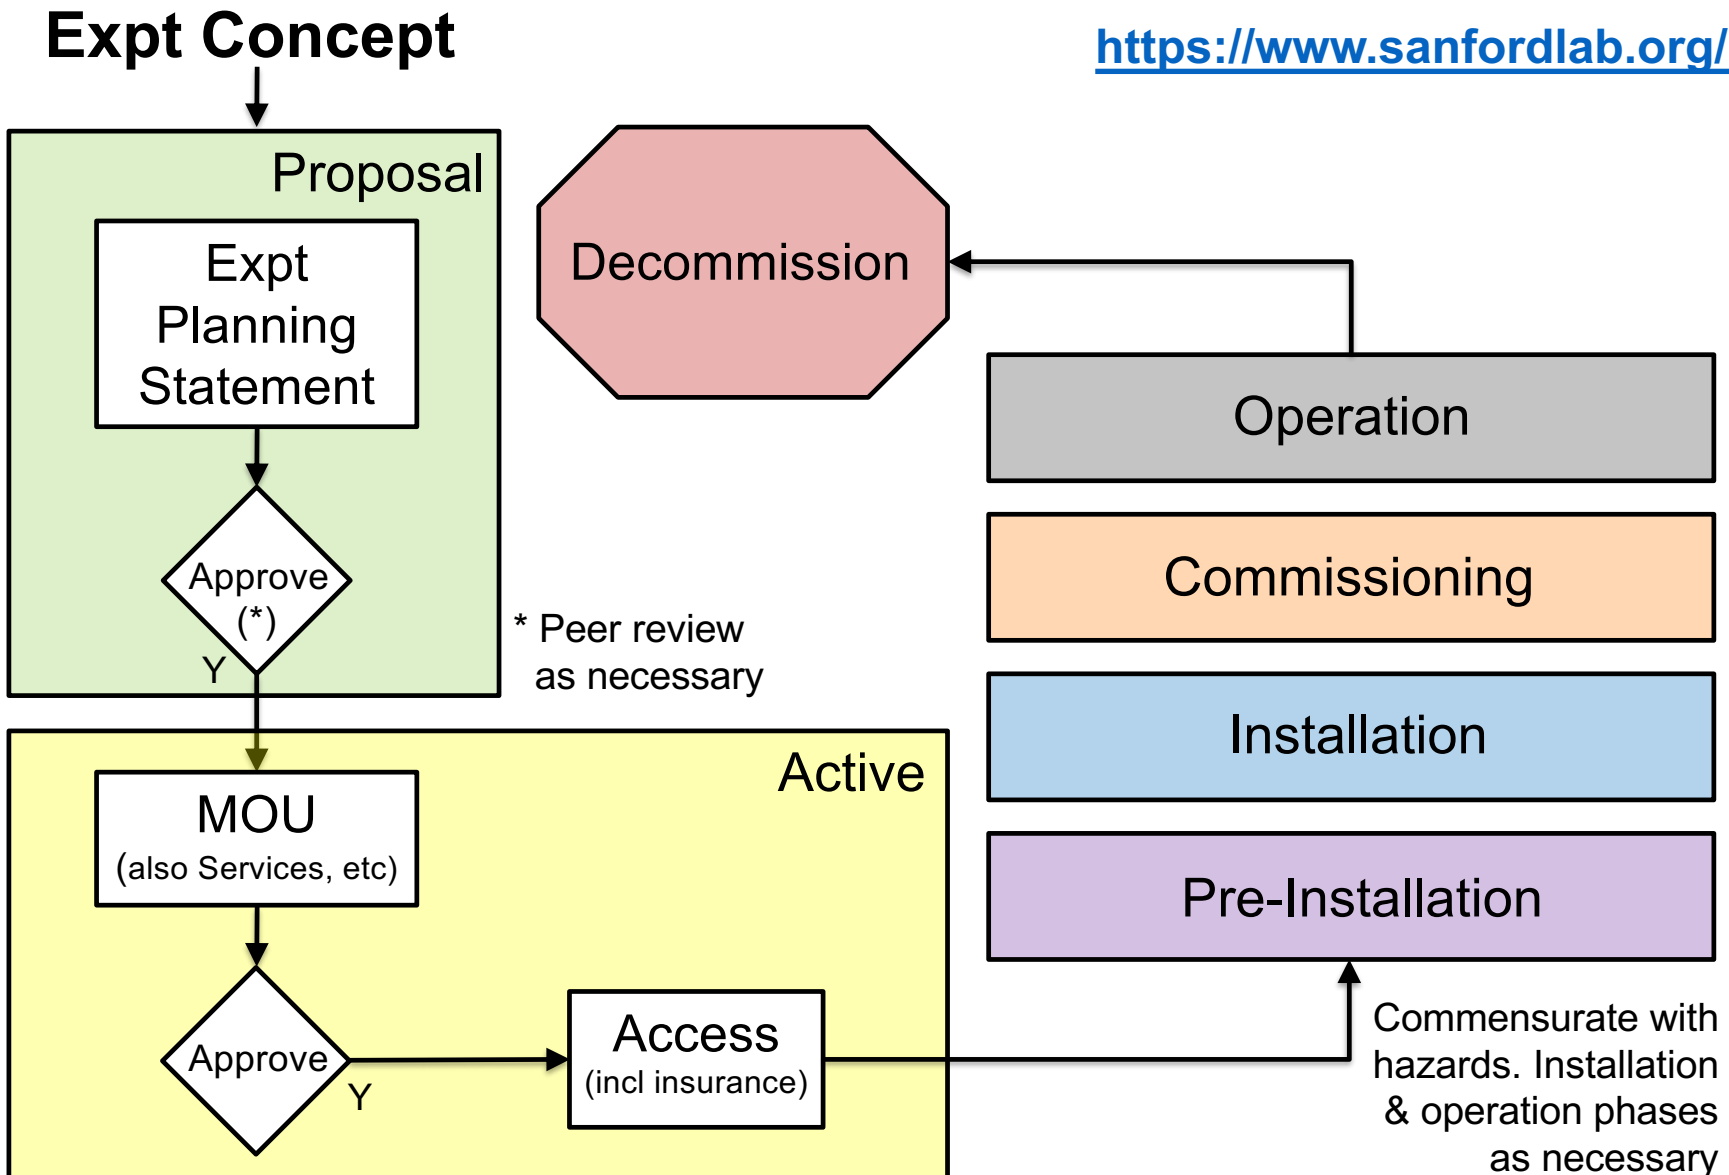 Expt Concept
https://www.sanfordlab.org/
Proposal
Expt
Planning
Statement
Approve
(*)
Y
* Peer review
as necessary
Active
MOU
(also Services, etc)
Approve
Y
Access
(incl insurance)
Decommission
Operation
Commissioning
Installation
Pre-Installation
Commensurate with
hazards. Installation
& operation phases
as necessary